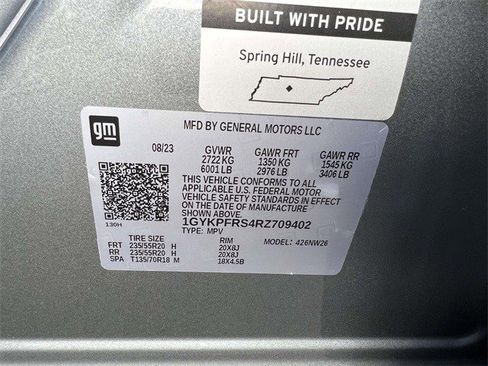 BUILT WITH PRIDE
Spring Hill, Tennessee
gm
MFD BY GENERAL MOTORS LLC
08/23 GVWR GAWR FRT GAWR RR
2722 KG 1350 KG 1545 KG
6001 LB 2976 LB 3406 LB
THIS VEHICLE CONFORMS TO ALL
APPLICABLE U.S. FEDERAL MOTOR
VEHICLE SAFETY STANDARDS IN EFFECT
ON THE DATE OF MANUFACTURE
SHOWN ABOVE.
1GYKPFRS4RZ709402
130H TYPE: MPV MODEL: 426NW26
TIRE SIZE RIM
FRT 235/55R20 H 20X8J
RR 235/55R20 H 20X8J
SPA T135/70R18 M 18X4.5B